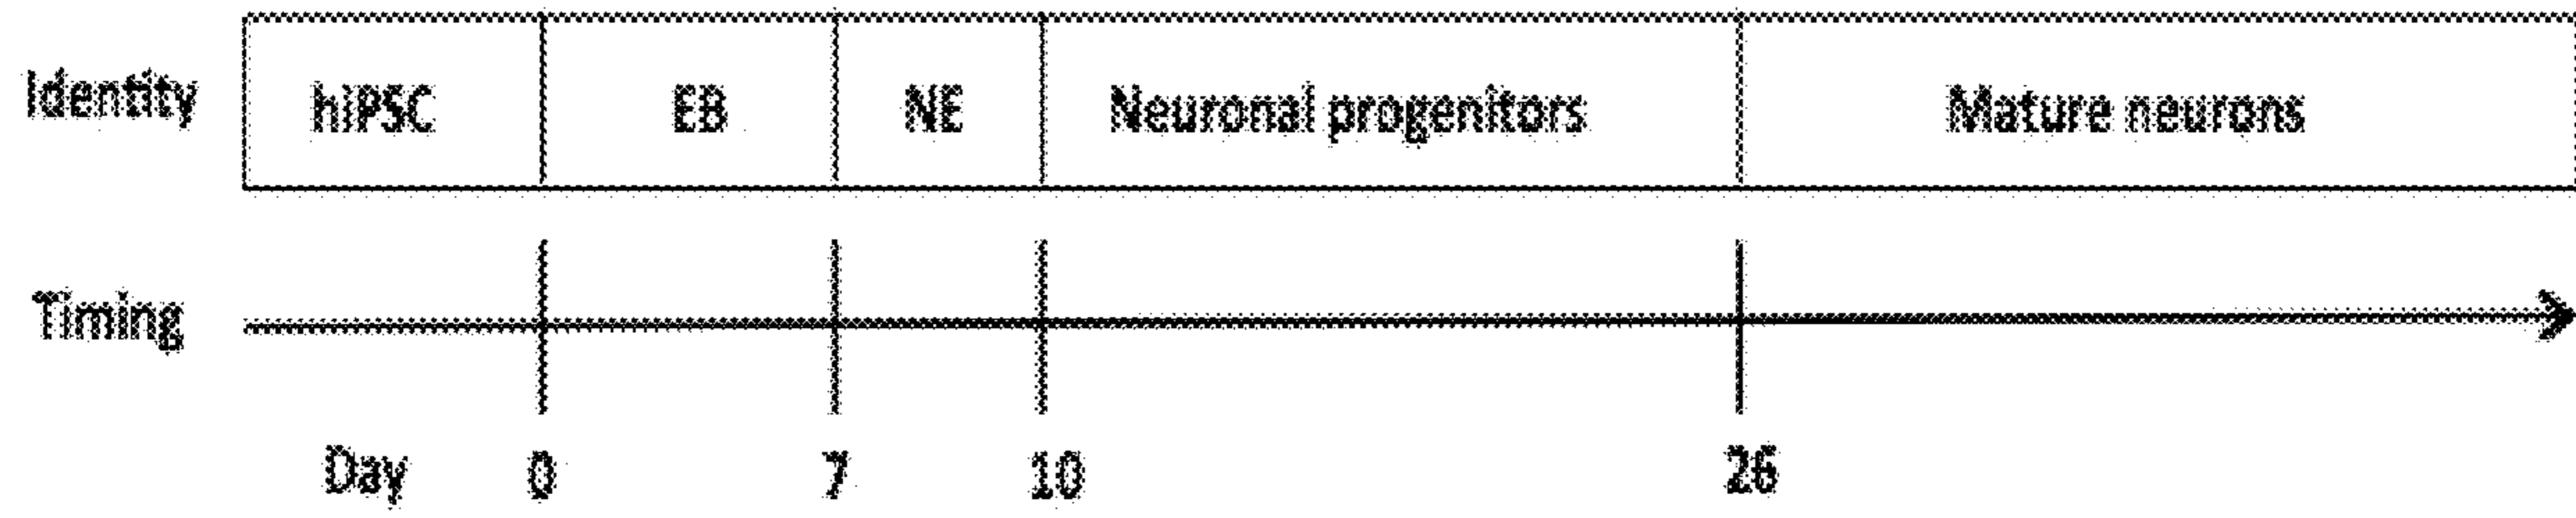 Identity hiPSC EB NE Neuronal progenitors Mature neurons
Timing
Day 0 7 10 26